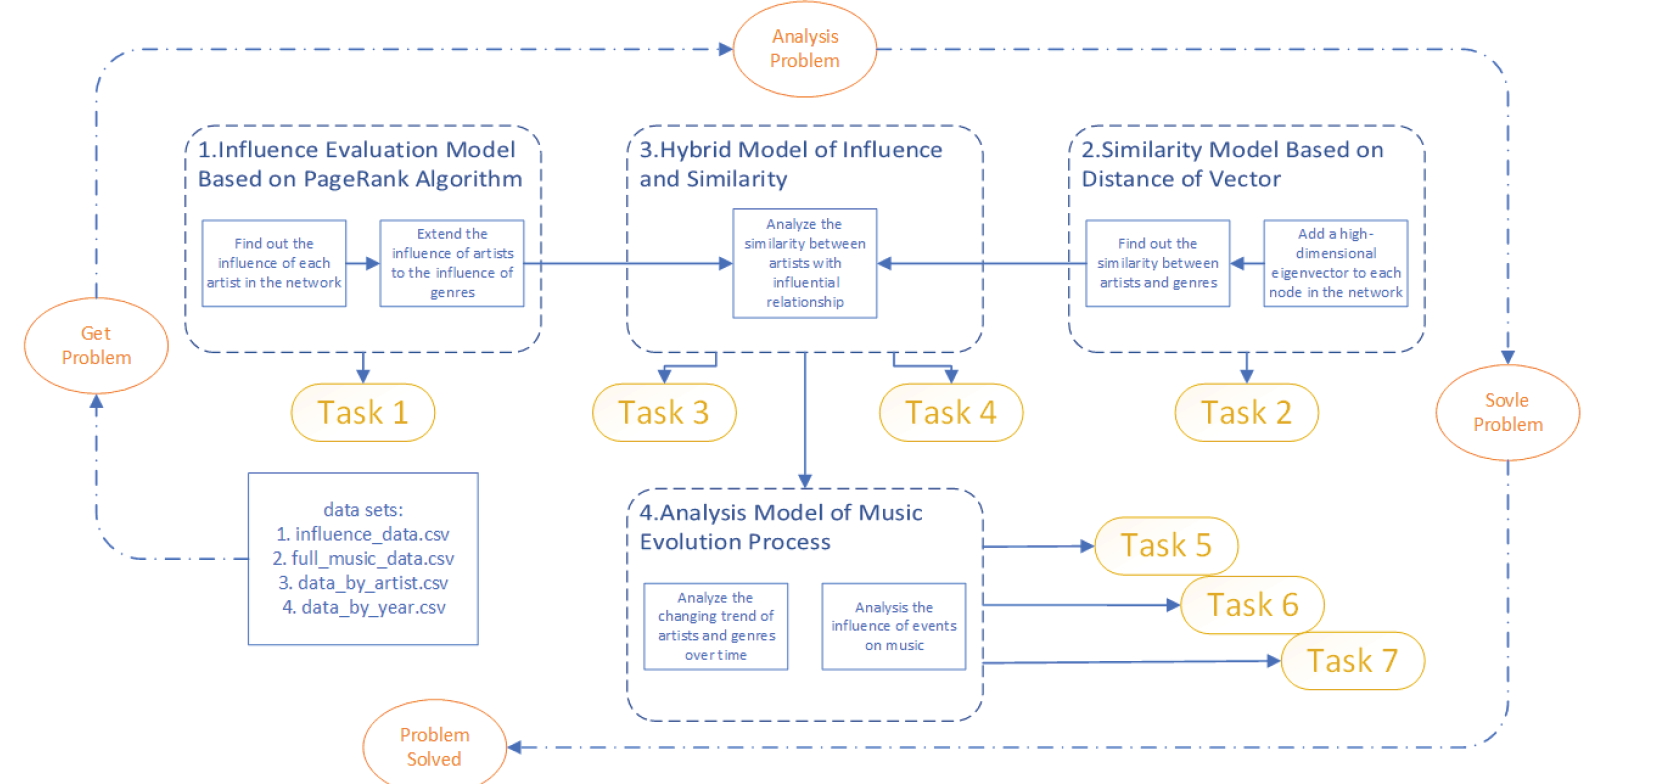 Analysis
Problem
1.Influence Evaluation Model
Based on PageRank Algorithm
Find out the
influence of each
artist in the network
Extend the
influence of artists
to the influence of
genres
3.Hybrid Model of Influence
and Similarity
Analyze the
similarity between
artists with
influential
relationship
2.Similarity Model Based on
Distance of Vector
Find out the
similarity between
artists and genres
Add a high-
dimensional
eigenvector to each
node in the network
Get
Problem
Task 1
Task 3
Task 4
Task 2
Sovle
Problem
data sets:
1. influence_data.csv
2. full_music_data.csv
3. data_by_artist.csv
4. data_by_year.csv
4.Analysis Model of Music
Evolution Process
Analyze the
changing trend of
artists and genres
over time
Analysis the
influence of events
on music
Task 5
Task 6
Task 7
Problem
Solved